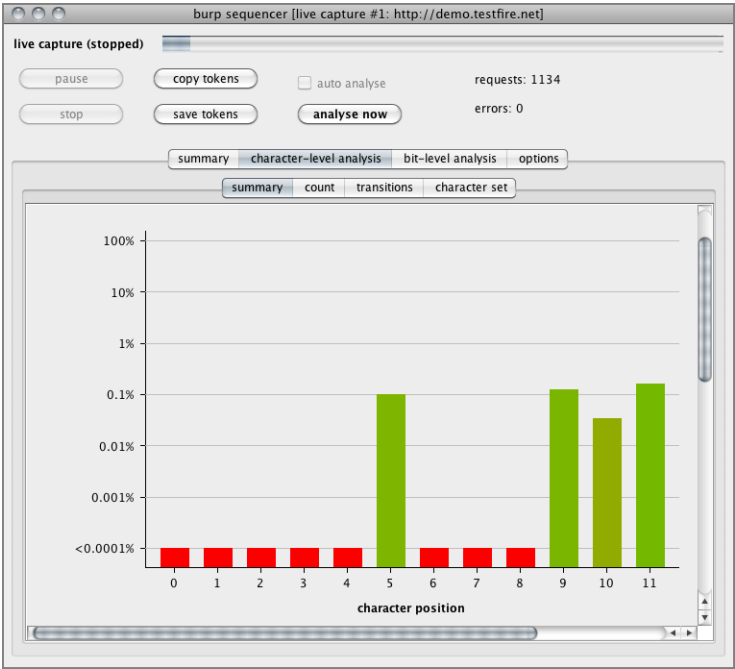 burp sequencer [live capture #1: http://demo.testfire.net]
live capture (stopped)
pause copy tokens auto analyse requests: 1134
stop save tokens analyse now errors: 0
summary character-level analysis bit-level analysis options
summary count transitions character set
100%
10%
1%
0.1%
0.01%
0.001%
<0.0001%
0 1 2 3 4 5 6 7 8 9 10 11
character position